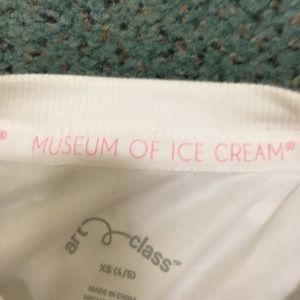 ® MUSEUM OF ICE CREAM®
art class™
XS (4/5)
MADE IN CHINA